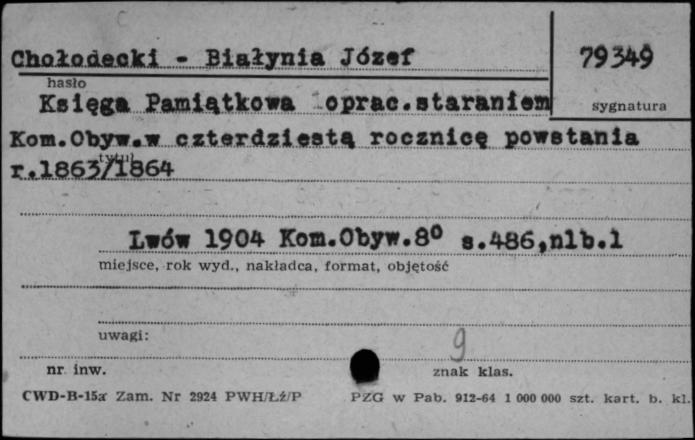 Chołodecki - Białynia Józef
79349
hasło
Księga Pamiątkowa oprac.staraniem
sygnatura
Kom.Obyw.w czterdziestą rocznicę powstania
tytuł
r.1863/1864
Lwów 1904 Kom.Obyw.8° s.486,nlb.1
miejsce, rok wyd., nakładca, format, objętość
uwagi:
9
nr inw.
znak klas.
CWD-B-15a Zam. Nr 2924 PWH/Łź/P
PZG w Pab. 912-64 1 000 000 szt. kart. b. kl.